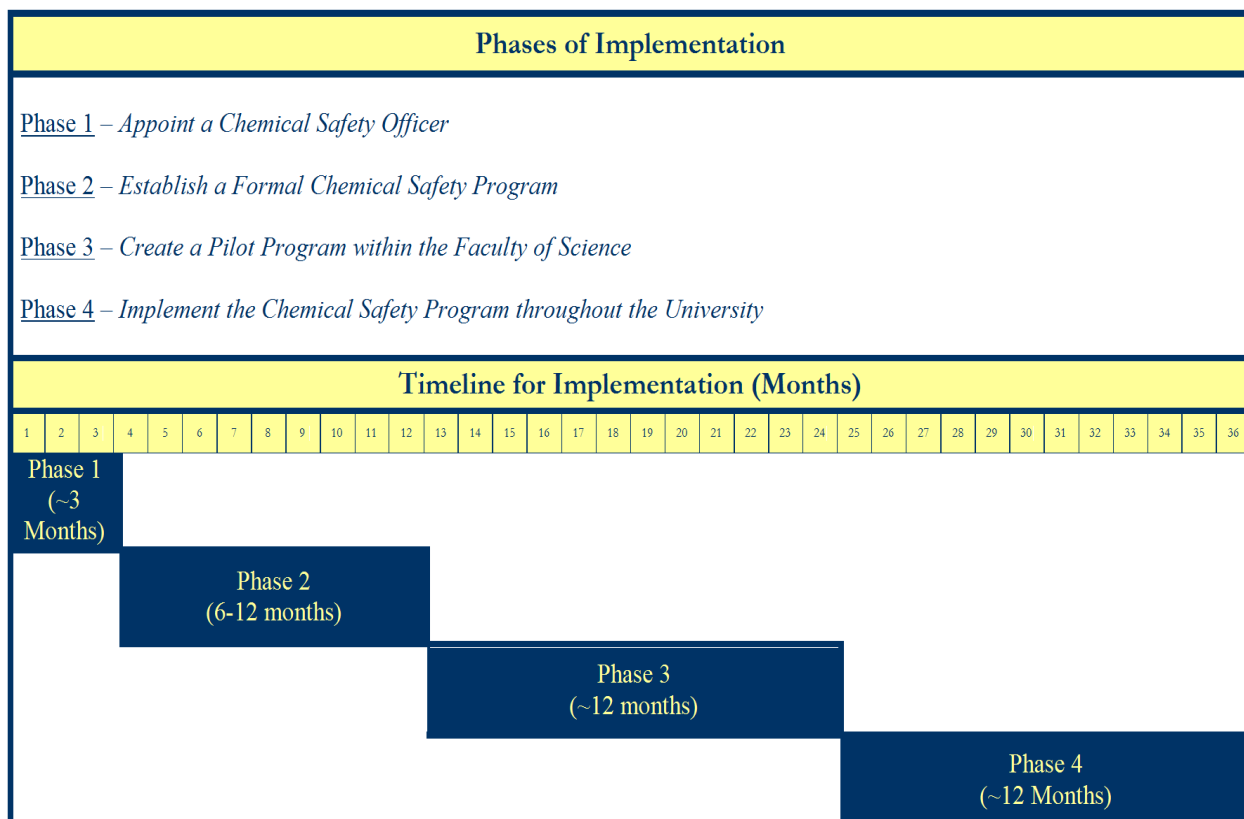 Phases of Implementation
Phase 1 – Appoint a Chemical Safety Officer
Phase 2 – Establish a Formal Chemical Safety Program
Phase 3 – Create a Pilot Program within the Faculty of Science
Phase 4 – Implement the Chemical Safety Program throughout the University
Timeline for Implementation (Months)
1 2 3 4 5 6 7 8 9 10 11 12 13 14 15 16 17 18 19 20 21 22 23 24 25 26 27 28 29 30 31 32 33 34 35 36
Phase 1
(~3
Months)
Phase 2
(6-12 months)
Phase 3
(~12 months)
Phase 4
(~12 Months)